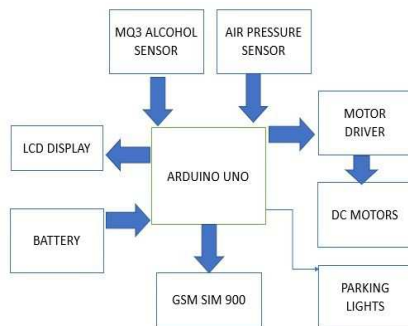 MQ3 ALCOHOL
SENSOR
AIR PRESSURE
SENSOR
MOTOR
DRIVER
LCD DISPLAY
ARDUINO UNO
DC MOTORS
BATTERY
GSM SIM 900
PARKING
LIGHTS